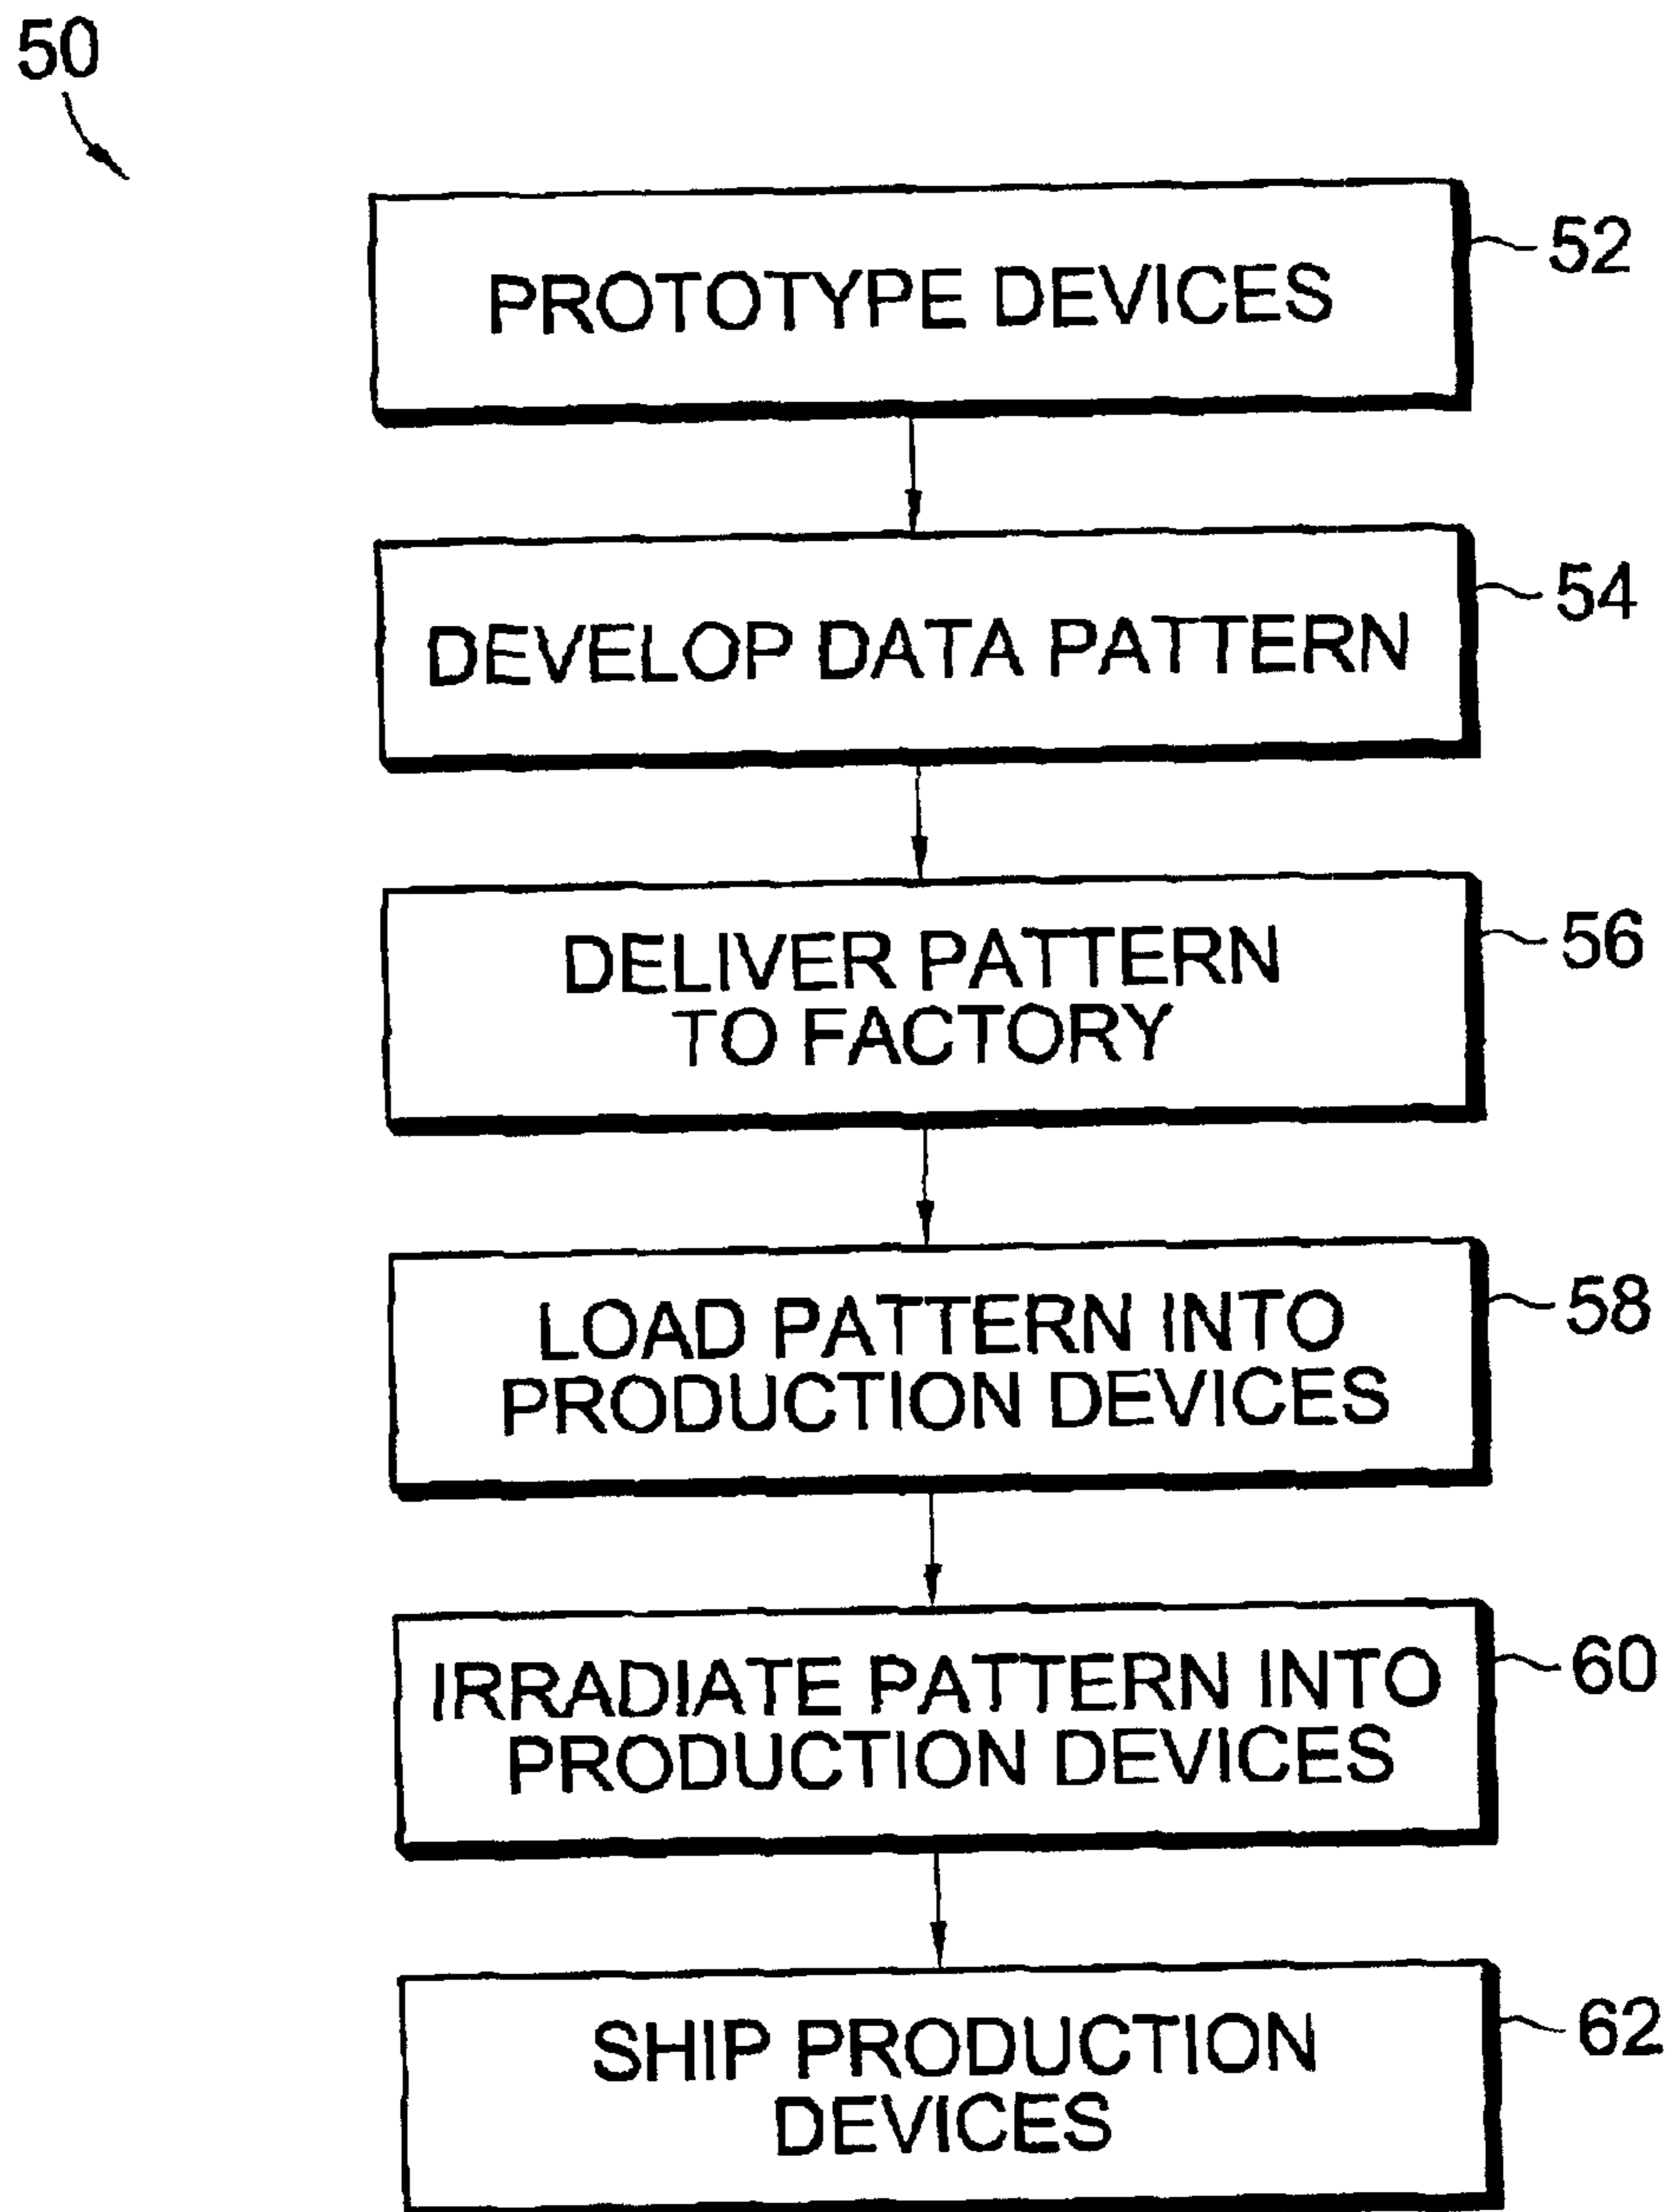 50
PROTOTYPE DEVICES
52
DEVELOP DATA PATTERN
54
DELIVER PATTERN
TO FACTORY
56
LOAD PATTERN INTO
PRODUCTION DEVICES
58
IRRADIATE PATTERN INTO
PRODUCTION DEVICES
60
SHIP PRODUCTION
DEVICES
62